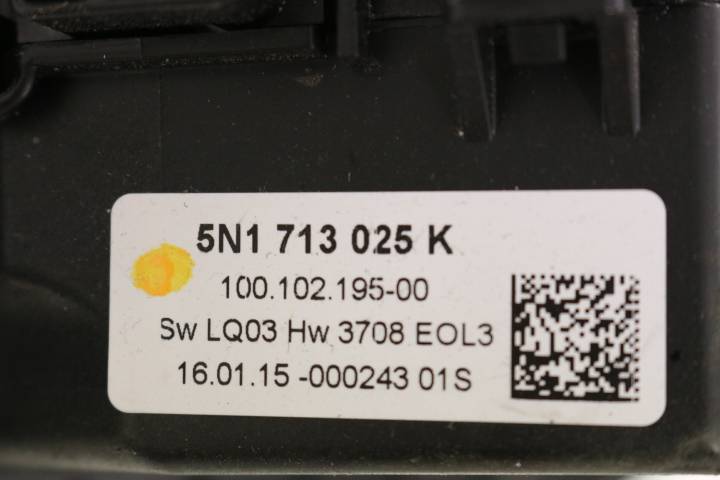 5N1 713 025 K
100.102.195-00
Sw LQ03 Hw 3708 EOL3
16.01.15 -000243 01S